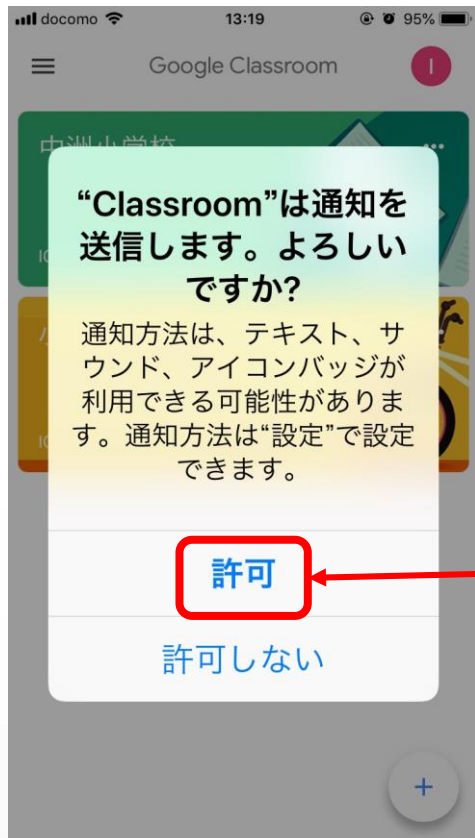 docomo 13:19 95%
Google Classroom I
中洲小学校
“Classroom”は通知を
送信します。よろしい
ですか?
通知方法は、テキスト、サ
ウンド、アイコンバッジが
利用できる可能性がありま
す。通知方法は“設定”で設定
できます。
許可
許可しない